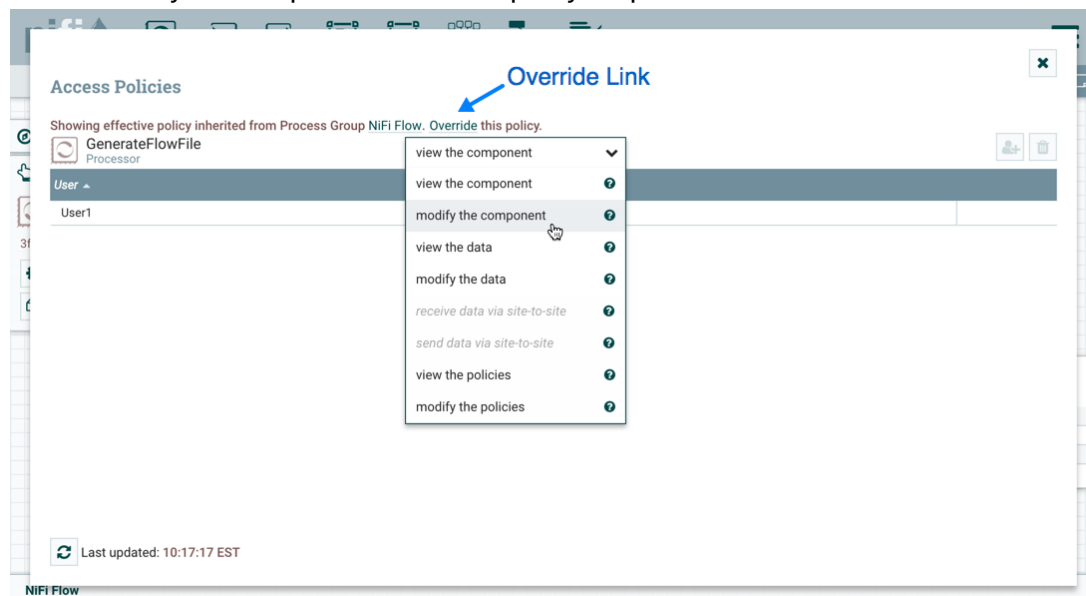 Override Link
Access Policies
Showing effective policy inherited from Process Group NiFi Flow. Override this policy.
GenerateFlowFile
Processor
view the component
User
view the component
User1
modify the component
view the data
modify the data
receive data via site-to-site
send data via site-to-site
view the policies
modify the policies
Last updated: 10:17:17 EST
NiFi Flow